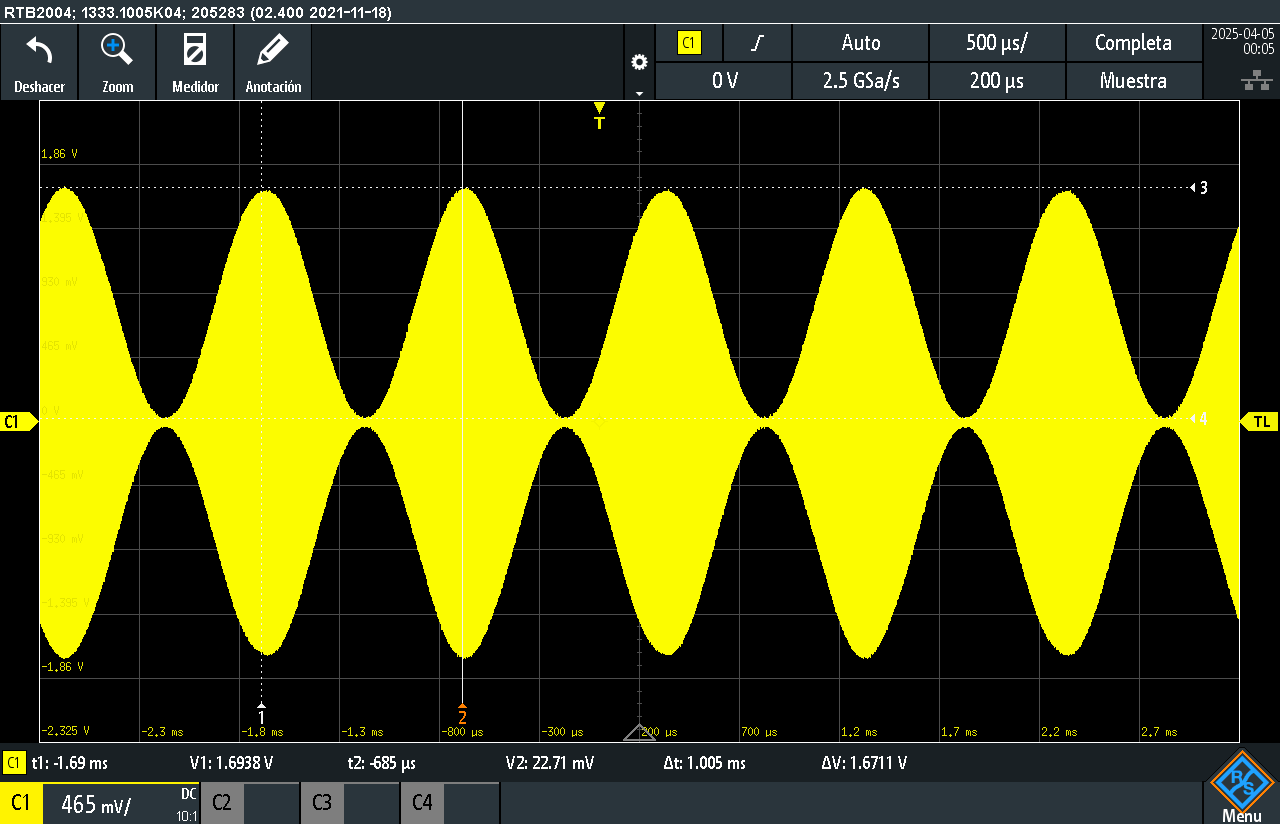 RTB2004; 1333.1005K04; 205283 (02.400 2021-11-18)
Deshacer
Zoom
Medidor
Anotación
C1
Auto
500 µs/
Completa
0 V
2.5 GSa/s
200 µs
Muestra
2025-04-05
00:05
T
1.86 V
1.395 V
930 mV
465 mV
0 V
-465 mV
-930 mV
-1.395 V
-1.86 V
-2.325 V
3
4
C1
TL
1
2
-2.3 ms
-1.8 ms
-1.3 ms
-800 µs
-300 µs
200 µs
700 µs
1.2 ms
1.7 ms
2.2 ms
2.7 ms
C1 t1: -1.69 ms V1: 1.6938 V t2: -685 µs V2: 22.71 mV Δt: 1.005 ms ΔV: 1.6711 V
C1 465 mV/ DC 10:1
C2
C3
C4
R S
Menu